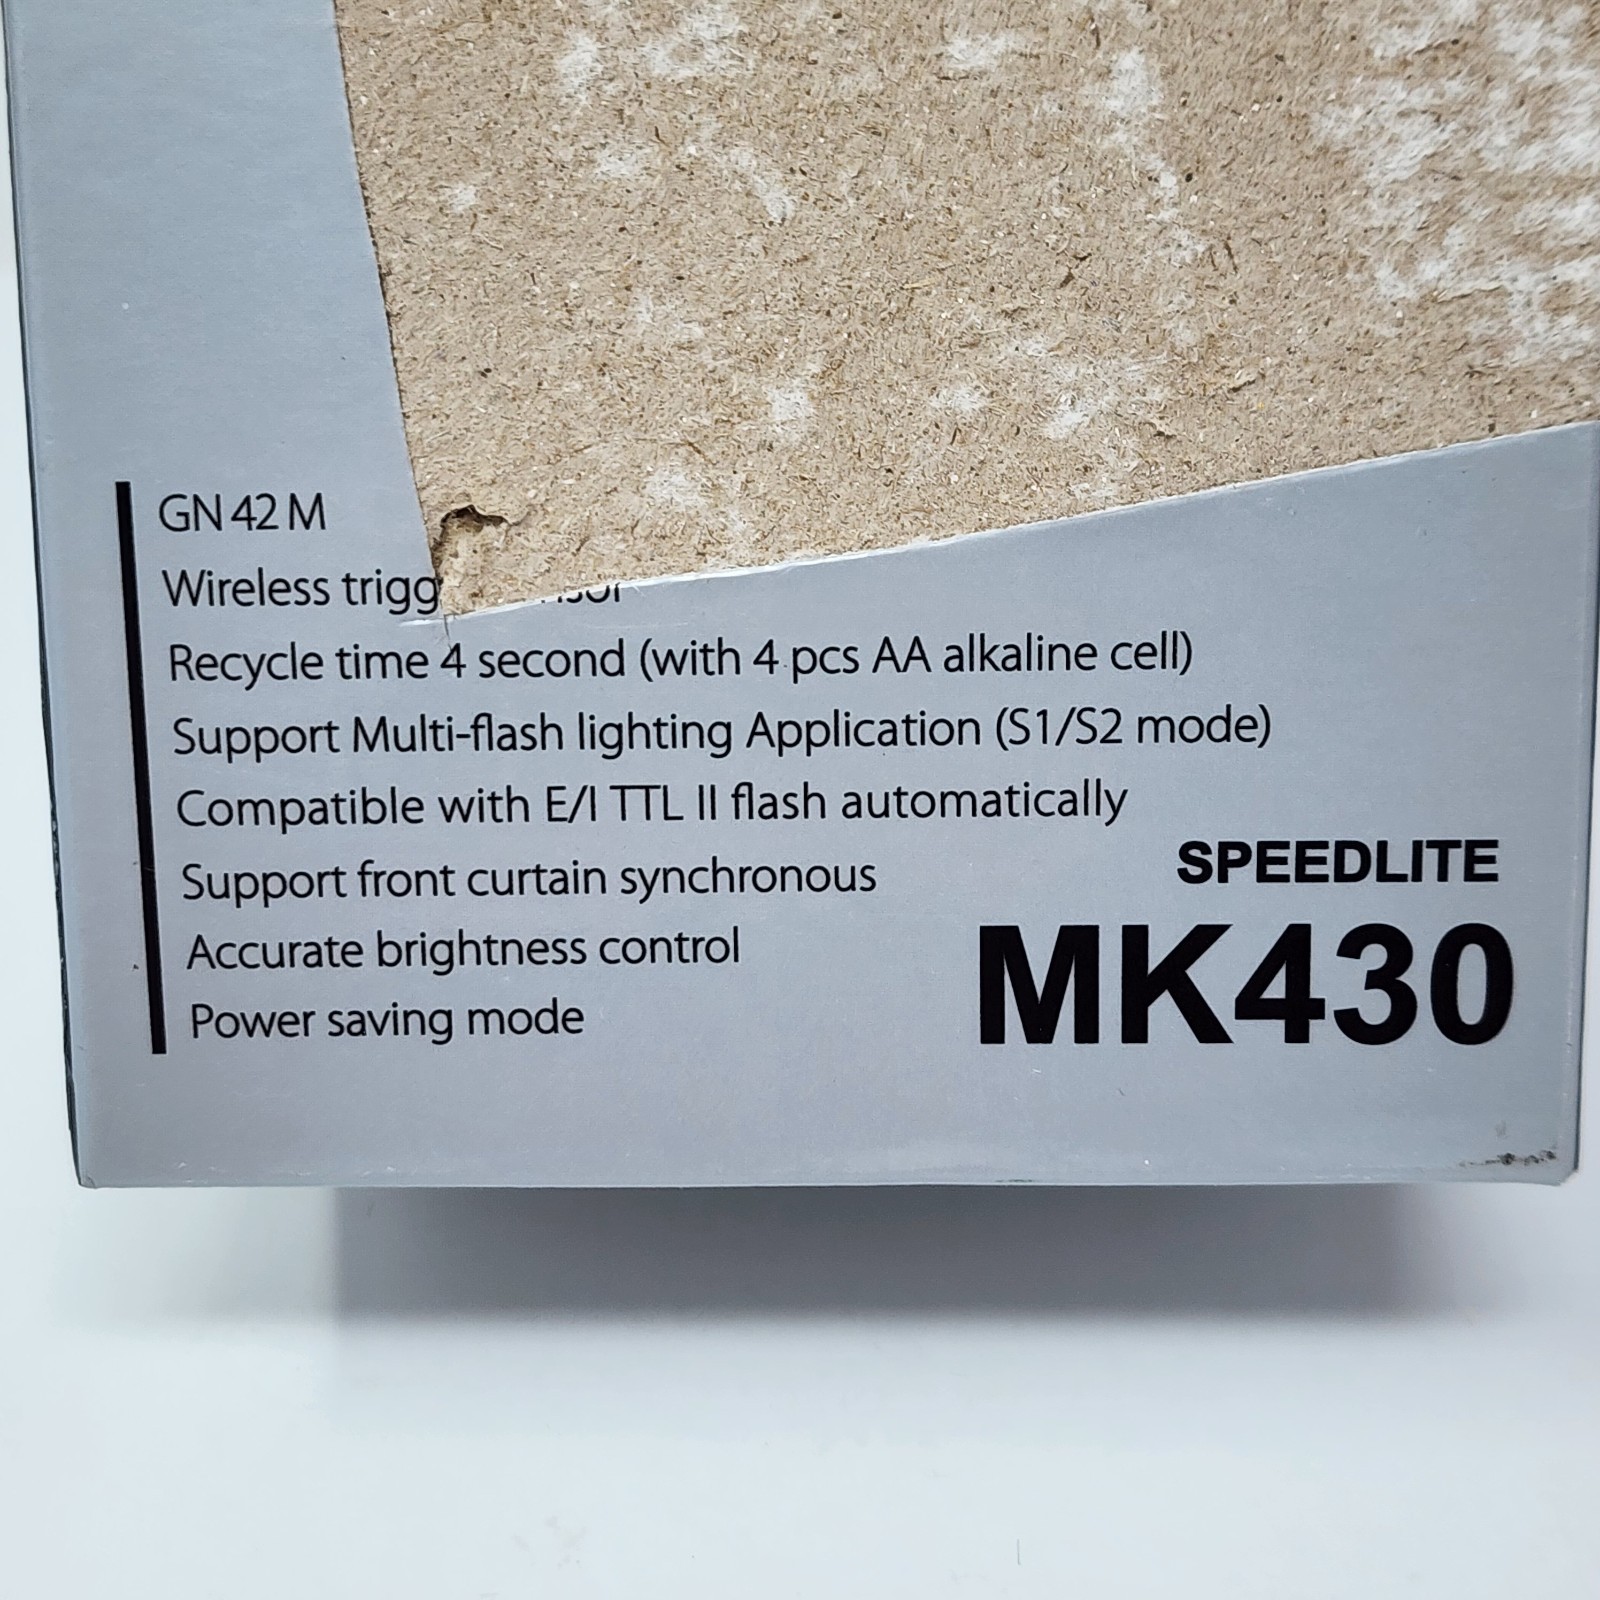 GN 42 M
Wireless
Recycle time 4 second (with 4 pcs AA alkaline cell)
Support Multi-flash lighting Application (S1/S2 mode)
Compatible with E/I TTL II flash automatically
Support front curtain synchronous
Accurate brightness control
Power saving mode
SPEEDLITE
MK430